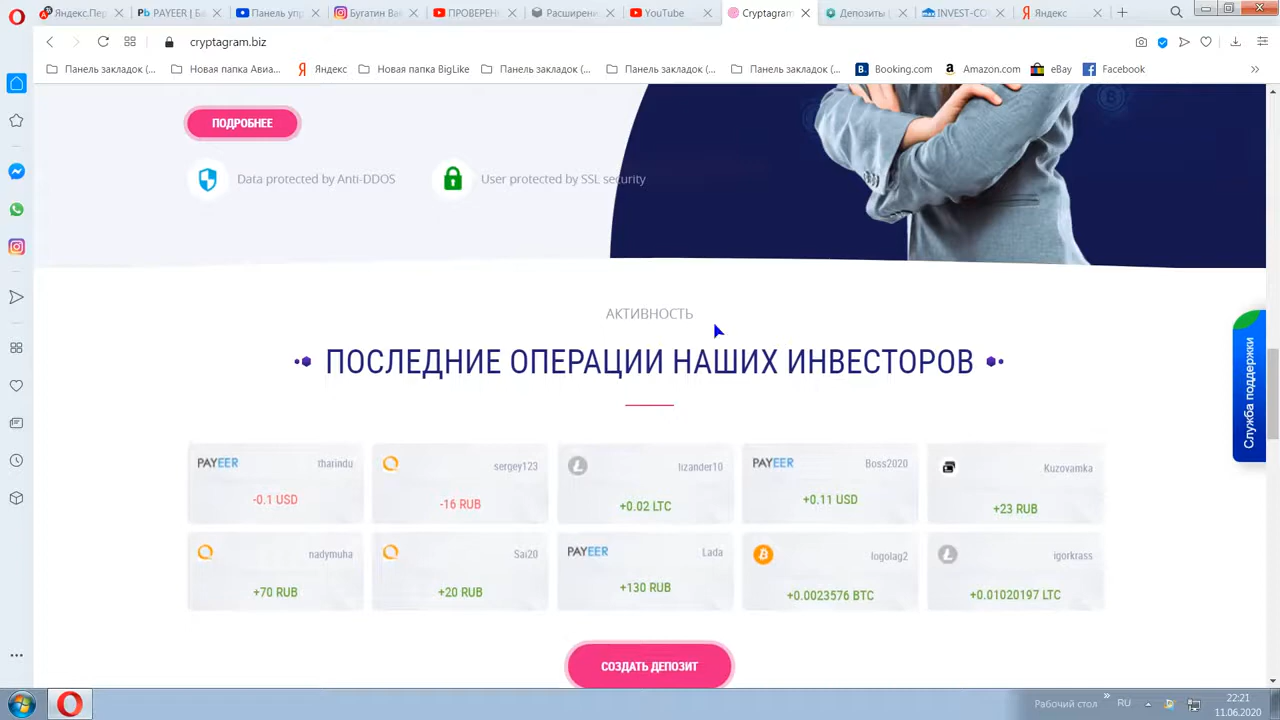 Яндекс.Пер
PAYEER | Б
Панель упр
Бугатин Ва
ПРОВЕРЕН
Расширени
YouTube
Cryptagram
Депозиты
INVEST-CO
Яндекс
cryptagram.biz
Панель закладок (...
Новая папка Авиа...
Яндекс
Новая папка BigLike
Панель закладок (...
Панель закладок (...
Панель закладок (...
Booking.com
Amazon.com
eBay
Facebook
ПОДРОБНЕЕ
Data protected by Anti-DDOS
User protected by SSL security
АКТИВНОСТЬ
ПОСЛЕДНИЕ ОПЕРАЦИИ НАШИХ ИНВЕСТОРОВ
Служба поддержки
PAYEER tharindu
-0.1 USD
sergey123
-16 RUB
lizander10
+0.02 LTC
PAYEER Boss2020
+0.11 USD
Kuzovamka
+23 RUB
nadymuha
+70 RUB
Sai20
+20 RUB
PAYEER Lada
+130 RUB
logolag2
+0.0023576 BTC
igorkrass
+0.01020197 LTC
СОЗДАТЬ ДЕПОЗИТ
Рабочий стол
RU
22:21
11.06.2020